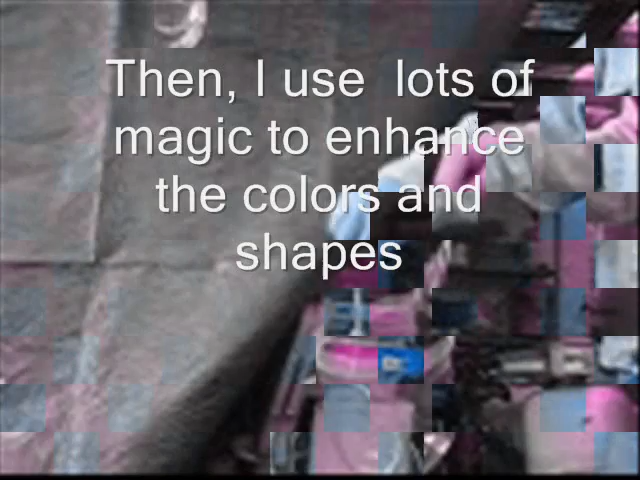 Then, I use  lots of
magic to enhance
the colors and
shapes